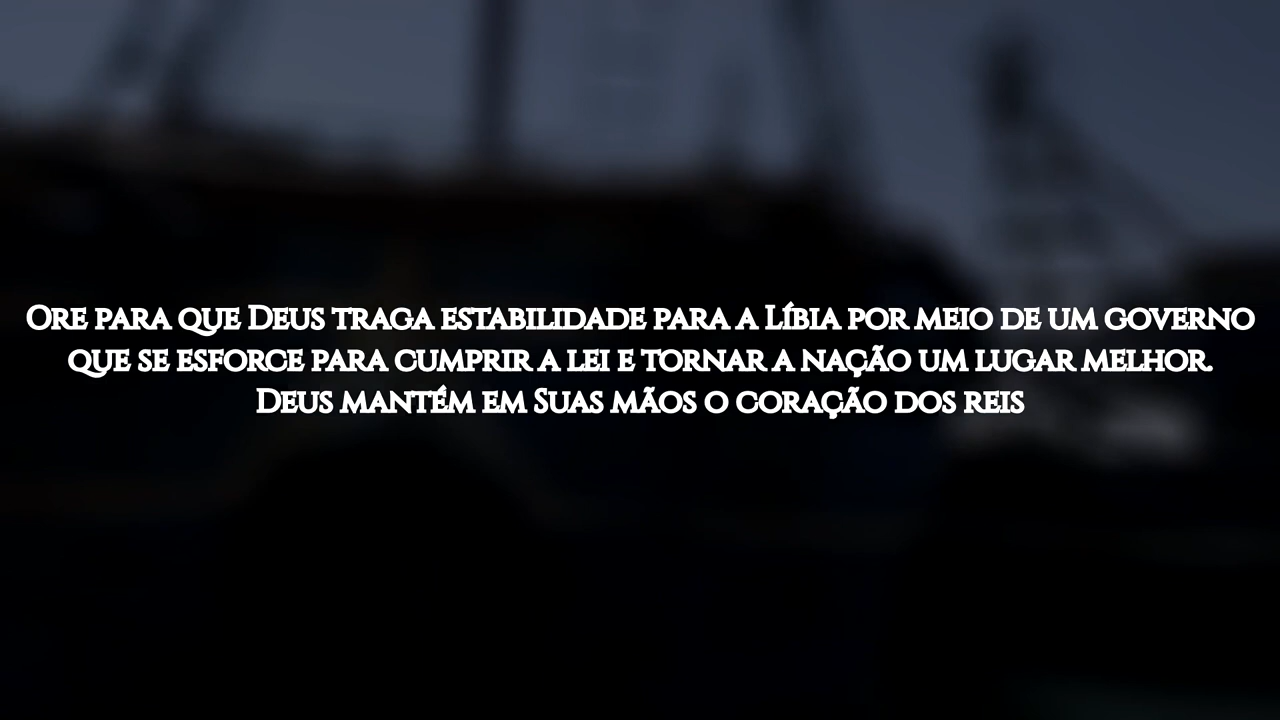 Ore para que Deus traga estabilidade para a Líbia por meio de um governo
que se esforce para cumprir a lei e tornar a nação um lugar melhor.
Deus mantém em Suas mãos o coração dos reis